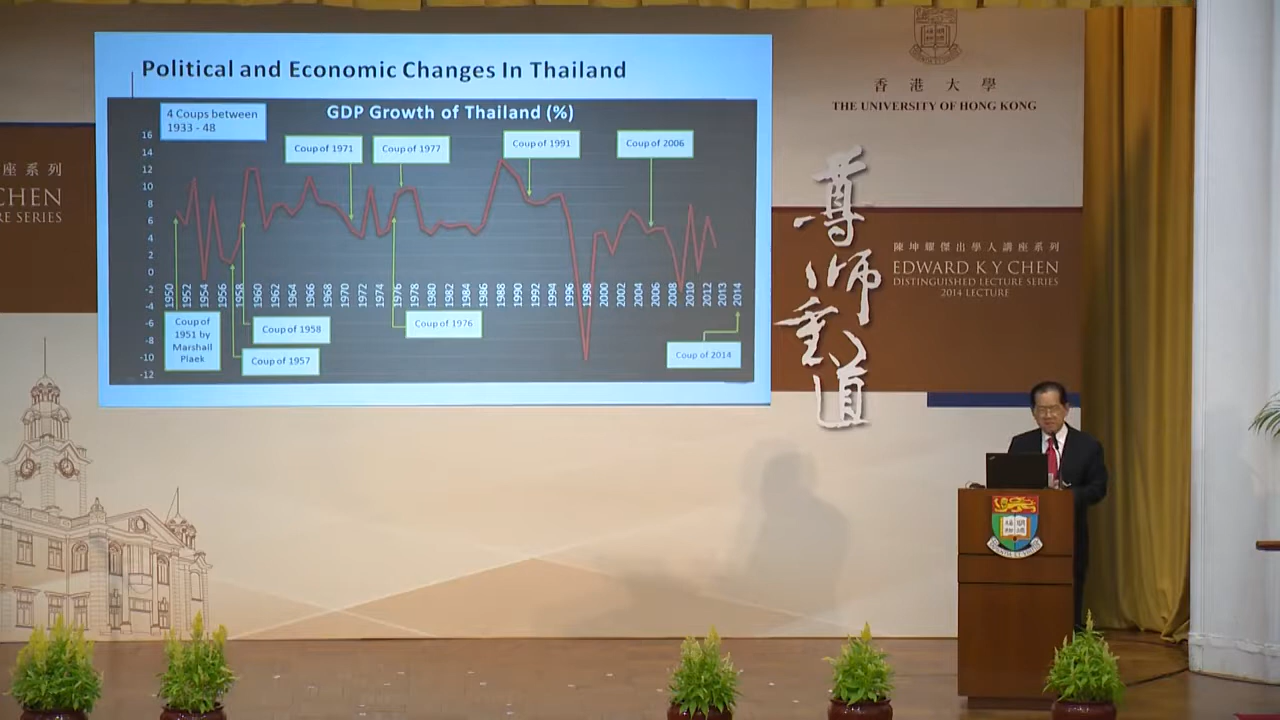 Political and Economic Changes In Thailand
4 Coups between
1933 - 48
GDP Growth of Thailand (%)
Coup of 1971
Coup of 1977
Coup of 1991
Coup of 2006
16
14
12
10
8
6
4
2
0
-2
-4
-6
-8
-10
-12
1950
1952
1954
1956
1958
1960
1962
1964
1966
1968
1970
1972
1974
1976
1978
1980
1982
1984
1986
1988
1990
1992
1994
1996
1998
2000
2002
2004
2006
2008
2010
2012
2013
2014
Coup of
1951 by
Marshall
Plaek
Coup of 1958
Coup of 1957
Coup of 1976
Coup of 2014
香港大學
THE UNIVERSITY OF HONG KONG
尊師重道
陳坤耀傑出學人講座系列
EDWARD K Y CHEN
DISTINGUISHED LECTURE SERIES
2014 LECTURE
座系列
CHEN
RE SERIES